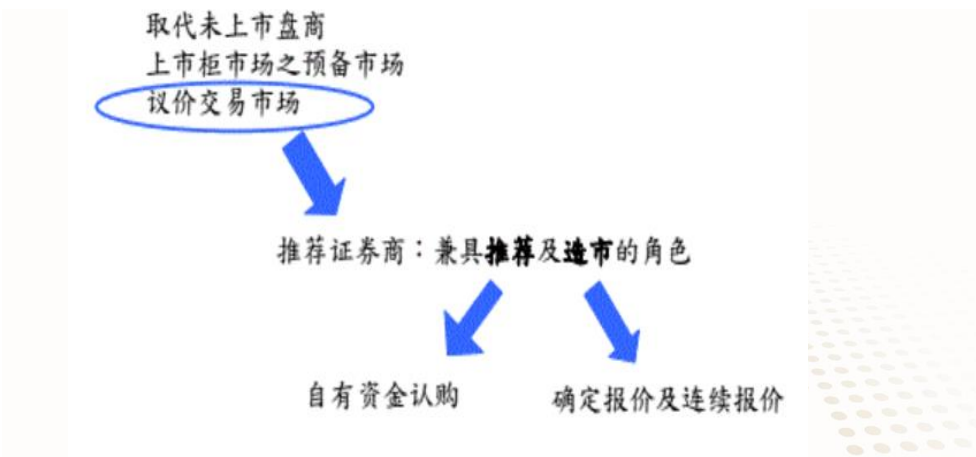 取代未上市盘商
上市柜市场之预备市场
议价交易市场
推荐证券商：兼具推荐及造市的角色
自有资金认购
确定报价及连续报价